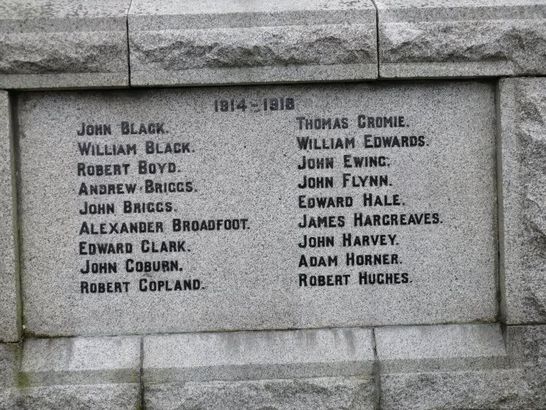 1914-1918
JOHN BLACK.
WILLIAM BLACK.
ROBERT BOYD.
ANDREW BRIGGS.
JOHN BRIGGS.
ALEXANDER BROADFOOT.
EDWARD CLARK.
JOHN COBURN.
ROBERT COPLAND.
THOMAS CROMIE.
WILLIAM EDWARDS.
JOHN EWING.
JOHN FLYNN.
EDWARD HALE.
JAMES HARGREAVES.
JOHN HARVEY.
ADAM HORNER.
ROBERT HUGHES.